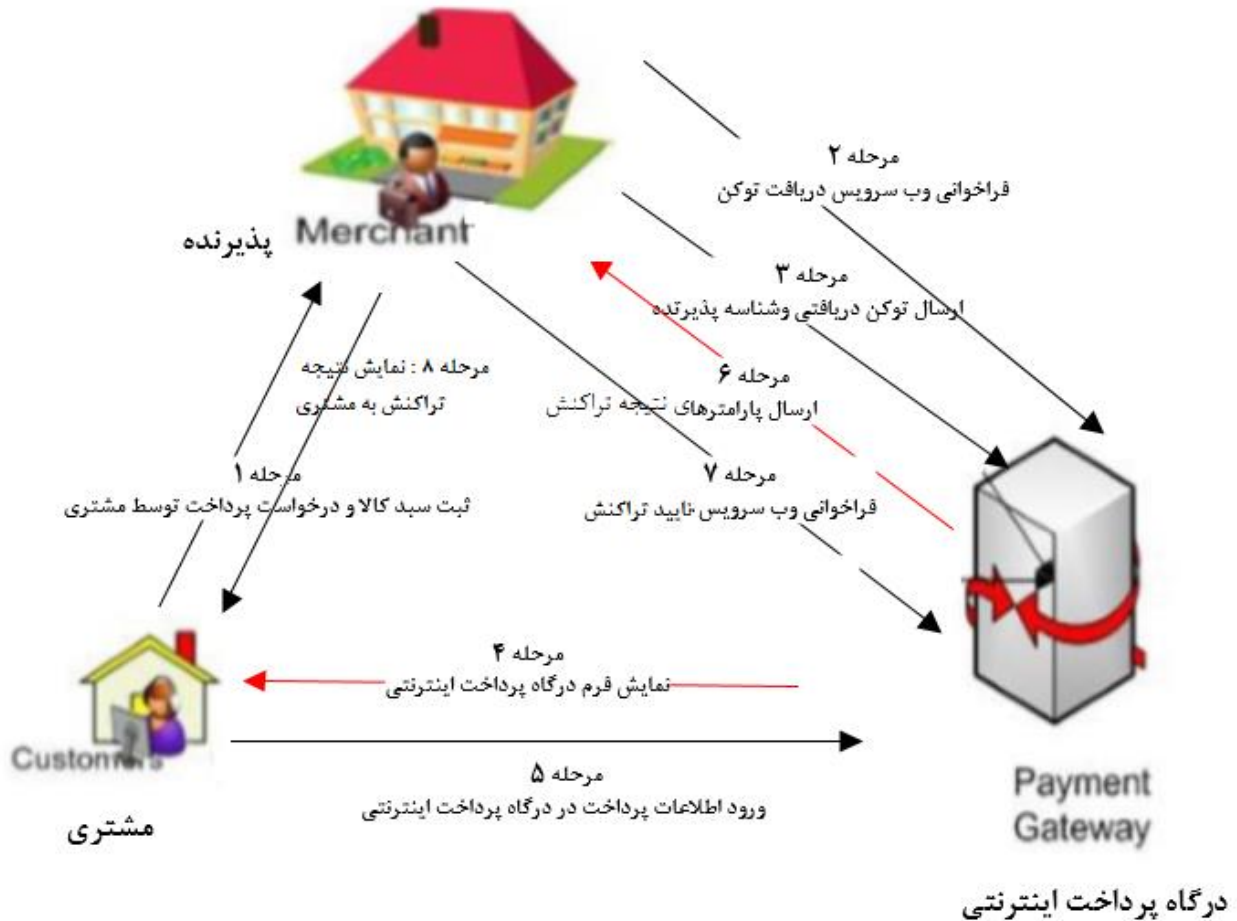 مرحله ۲
فراخوانی وب سرویس دریافت توکن
Merchant
پذیرنده
مرحله ۳
ارسال توکن دریافتی وشناسه پذیرنده
مرحله ۸ : نمایش نتیجه
تراکنش به مشتری
مرحله ۶
ارسال پارامترهای نتیجه تراکنش
مرحله ۱
ثبت سبد کالا و درخواست پرداخت توسط مشتری
مرحله ۷
فراخوانی وب سرویس تایید تراکنش
مرحله ۴
نمایش فرم درگاه پرداخت اینترنتی
Customers
مشتری
مرحله ۵
ورود اطلاعات پرداخت در درگاه پرداخت اینترنتی
Payment
Gateway
درگاه پرداخت اینترنتی